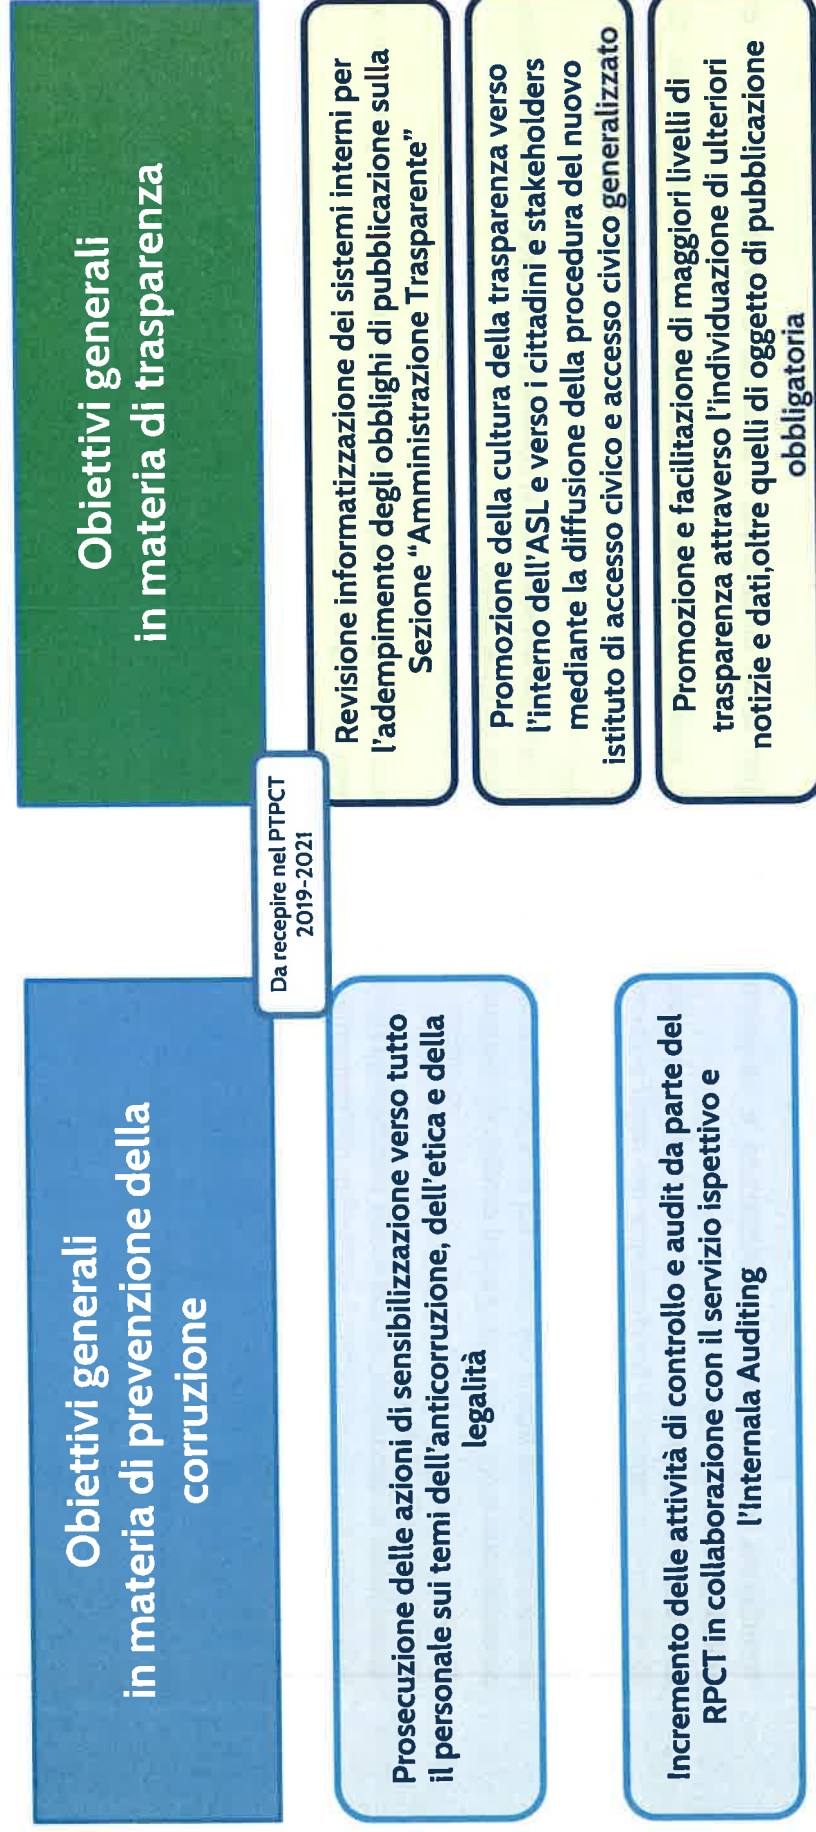 Obiettivi generali
in materia di prevenzione della
corruzione
Obiettivi generali
in materia di trasparenza
Da recepire nel PTPCT
2019-2021
Prosecuzione delle azioni di sensibilizzazione verso tutto
il personale sui temi dell'anticorruzione, dell'etica e della
legalità
Incremento delle attività di controllo e audit da parte del
RPCT in collaborazione con il servizio ispettivo e
l'Internala Auditing
Revisione informatizzazione dei sistemi interni per
l'adempimento degli obblighi di pubblicazione sulla
Sezione “Amministrazione Trasparente”
Promozione della cultura della trasparenza verso
l'interno dell'ASL e verso i cittadini e stakeholders
mediante la diffusione della procedura del nuovo
istituto di accesso civico e accesso civico generalizzato
Promozione e facilitazione di maggiori livelli di
trasparenza attraverso l'individuazione di ulteriori
notizie e dati,oltre quelli di oggetto di pubblicazione
obbligatoria